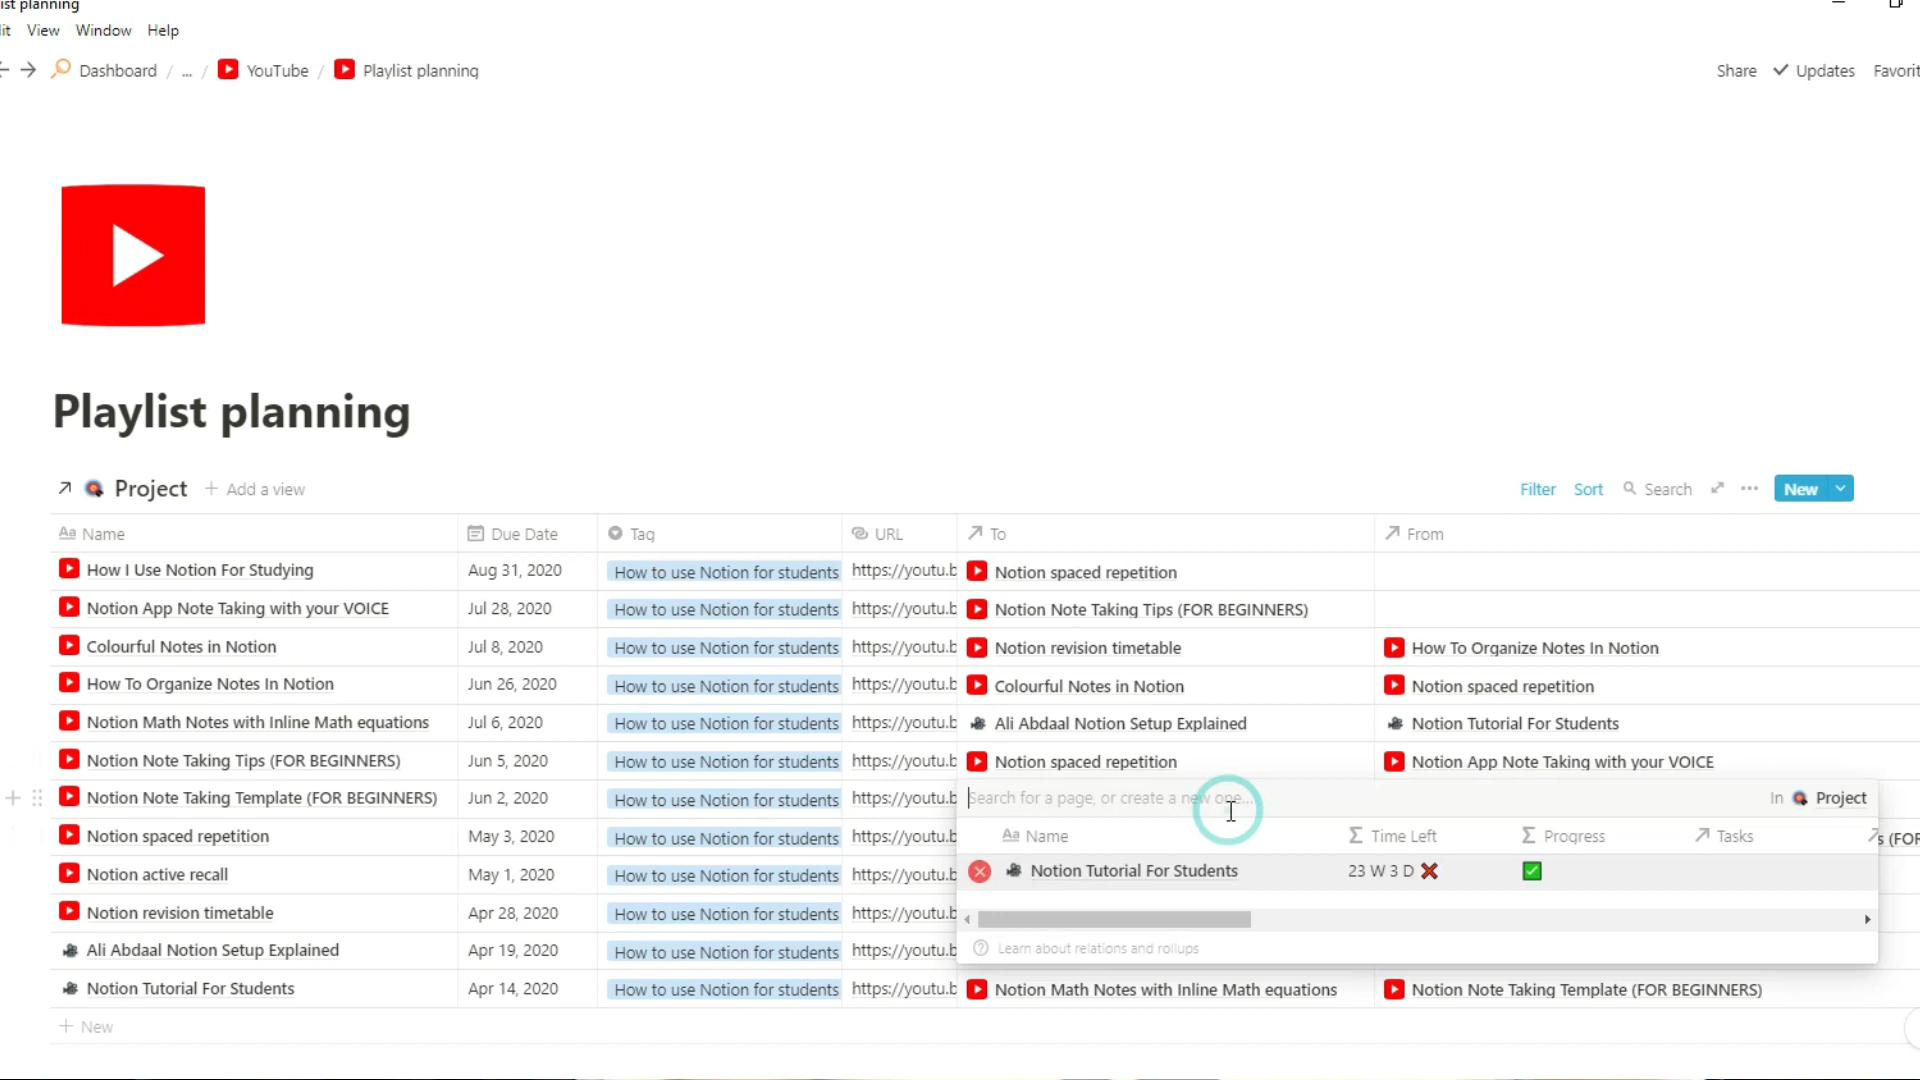 ist planning
it View Window Help
Dashboard / ... / YouTube / Playlist planning Share Updates Favorit
Playlist planning
Project + Add a view Filter Sort Search ... New
Aa Name Due Date Tag URL To From
How I Use Notion For Studying Aug 31, 2020 How to use Notion for students https://youtu.b Notion spaced repetition
Notion App Note Taking with your VOICE Jul 28, 2020 How to use Notion for students https://youtu.b Notion Note Taking Tips (FOR BEGINNERS)
Colourful Notes in Notion Jul 8, 2020 How to use Notion for students https://youtu.b Notion revision timetable How To Organize Notes In Notion
How To Organize Notes In Notion Jun 26, 2020 How to use Notion for students https://youtu.b Colourful Notes in Notion Notion spaced repetition
Notion Math Notes with Inline Math equations Jul 6, 2020 How to use Notion for students https://youtu.b Ali Abdaal Notion Setup Explained Notion Tutorial For Students
Notion Note Taking Tips (FOR BEGINNERS) Jun 5, 2020 How to use Notion for students https://youtu.b Notion spaced repetition Notion App Note Taking with your VOICE
Notion Note Taking Template (FOR BEGINNERS) Jun 2, 2020 How to use Notion for students https://youtu.b Search for a page, or create a new one... In Project
Notion spaced repetition May 3, 2020 How to use Notion for students https://youtu.b Aa Name Σ Time Left Σ Progress Tasks s (FOR
Notion active recall May 1, 2020 How to use Notion for students https://youtu.b Notion Tutorial For Students 23 W 3 D ❌ ✅
Notion revision timetable Apr 28, 2020 How to use Notion for students https://youtu.b
Ali Abdaal Notion Setup Explained Apr 19, 2020 How to use Notion for students https://youtu.b Learn about relations and rollups
Notion Tutorial For Students Apr 14, 2020 How to use Notion for students https://youtu.b Notion Math Notes with Inline Math equations Notion Note Taking Template (FOR BEGINNERS)
+ New